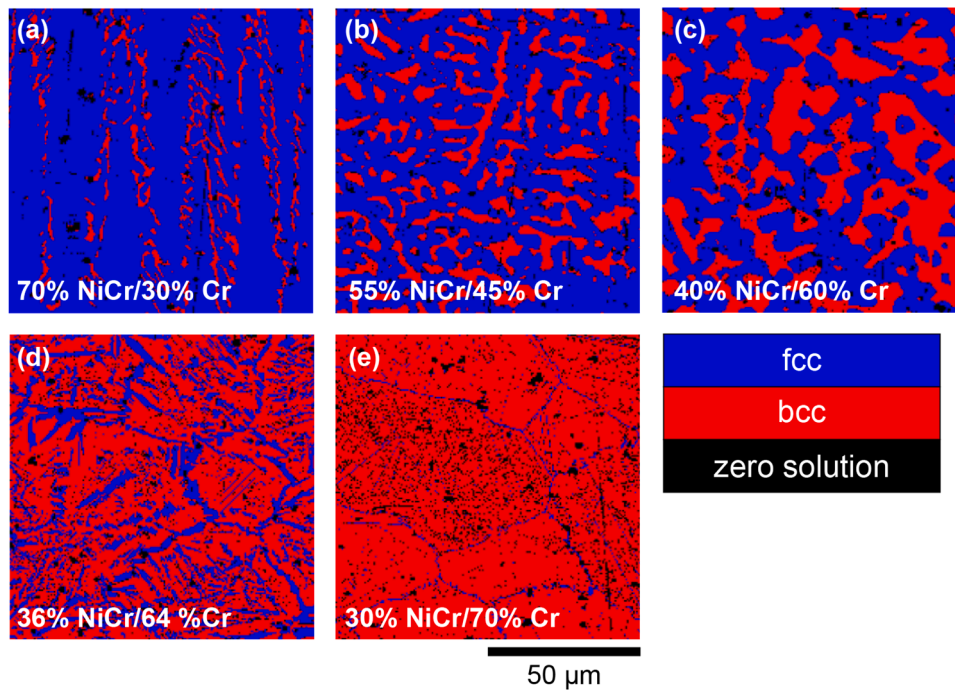 (a)
70% NiCr/30% Cr
(b)
55% NiCr/45% Cr
(c)
40% NiCr/60% Cr
(d)
36% NiCr/64 %Cr
(e)
30% NiCr/70% Cr
fcc
bcc
zero solution
50 µm